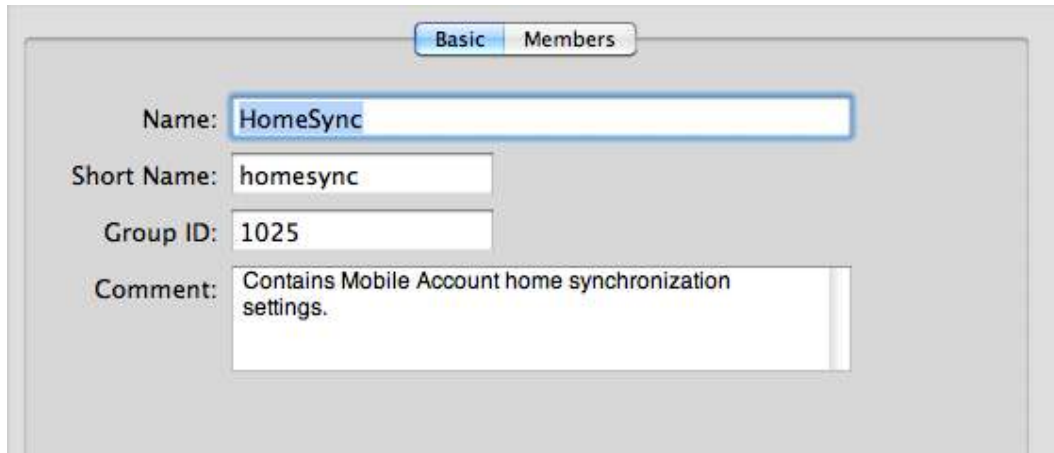 Basic Members
Name: HomeSync
Short Name: homesync
Group ID: 1025
Comment: Contains Mobile Account home synchronization
settings.